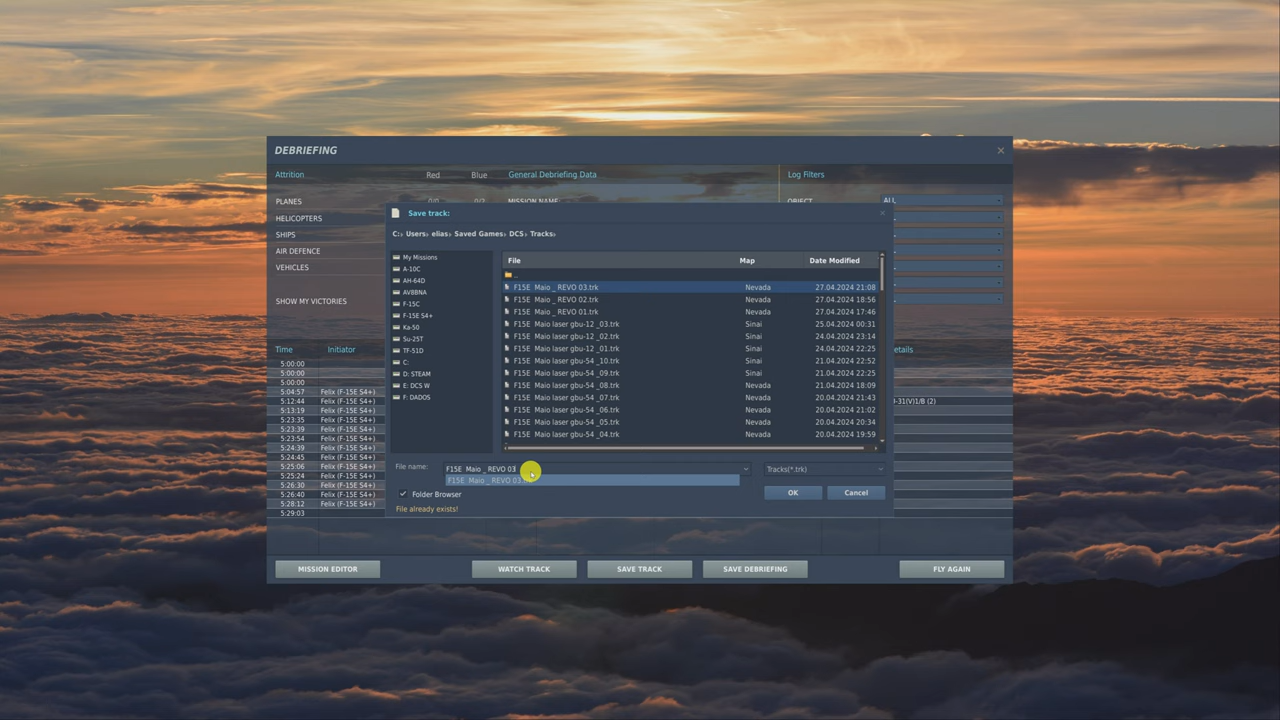 DEBRIEFING
Attrition Red Blue General Debriefing Data Log Filters
PLANES 0/0 0/2 MISSION NAME OBJECT ALL
HELICOPTERS
SHIPS
AIR DEFENCE
VEHICLES
SHOW MY VICTORIES
Save track:
C:› Users› elias› Saved Games› DCS› Tracks›
My Missions
A-10C
AH-64D
AV8BNA
F-15C
F-15E S4+
Ka-50
Su-25T
TF-51D
C:
D: STEAM
E: DCS W
F: DADOS
File Map Date Modified
..
F15E Maio _ REVO 03.trk Nevada 27.04.2024 21:08
F15E Maio _ REVO 02.trk Nevada 27.04.2024 18:56
F15E Maio _ REVO 01.trk Nevada 27.04.2024 17:46
F15E Maio laser gbu-12 _03.trk Sinai 25.04.2024 00:31
F15E Maio laser gbu-12 _02.trk Sinai 24.04.2024 23:14
F15E Maio laser gbu-12 _01.trk Sinai 24.04.2024 22:25
F15E Maio laser gbu-54 _10.trk Sinai 21.04.2024 22:52
F15E Maio laser gbu-54 _09.trk Sinai 21.04.2024 22:25
F15E Maio laser gbu-54 _08.trk Nevada 21.04.2024 18:09
F15E Maio laser gbu-54 _07.trk Nevada 20.04.2024 21:43
F15E Maio laser gbu-54 _06.trk Nevada 20.04.2024 21:02
F15E Maio laser gbu-54 _05.trk Nevada 20.04.2024 20:34
F15E Maio laser gbu-54 _04.trk Nevada 20.04.2024 19:59
File name: F15E Maio _ REVO 03 Tracks(*.trk)
F15E Maio _ REVO 03
Folder Browser OK Cancel
File already exists!
Time Initiator
5:00:00
5:00:00
5:00:00
5:04:57 Felix (F-15E S4+)
5:12:44 Felix (F-15E S4+) -31(V)1/B (2)
5:13:19 Felix (F-15E S4+)
5:23:35 Felix (F-15E S4+)
5:23:39 Felix (F-15E S4+)
5:23:54 Felix (F-15E S4+)
5:24:39 Felix (F-15E S4+)
5:24:45 Felix (F-15E S4+)
5:25:06 Felix (F-15E S4+)
5:25:24 Felix (F-15E S4+)
5:26:30 Felix (F-15E S4+)
5:26:40 Felix (F-15E S4+)
5:28:12 Felix (F-15E S4+)
5:29:03
MISSION EDITOR WATCH TRACK SAVE TRACK SAVE DEBRIEFING FLY AGAIN